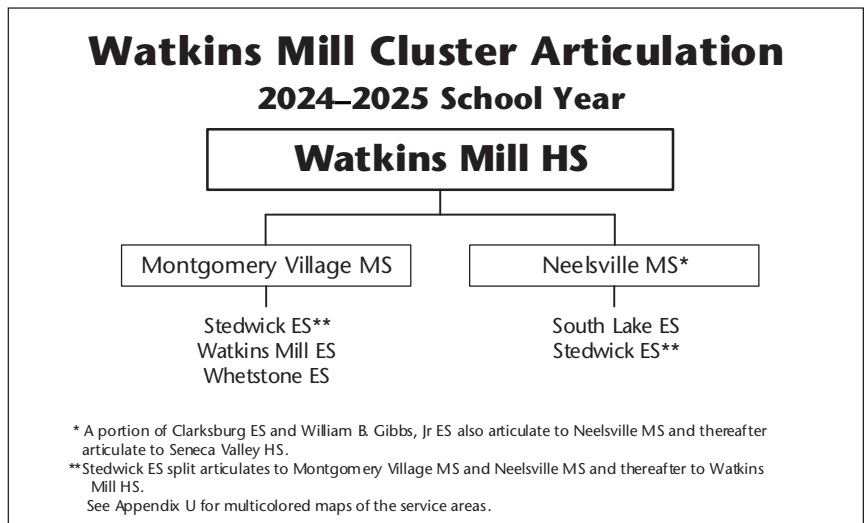 Watkins Mill Cluster Articulation
2024–2025 School Year
Watkins Mill HS
Montgomery Village MS
Neelsville MS*
Stedwick ES**
Watkins Mill ES
Whetstone ES
South Lake ES
Stedwick ES**
* A portion of Clarksburg ES and William B. Gibbs, Jr ES also articulate to Neelsville MS and thereafter
articulate to Seneca Valley HS.
**Stedwick ES split articulates to Montgomery Village MS and Neelsville MS and thereafter to Watkins
Mill HS.
See Appendix U for multicolored maps of the service areas.